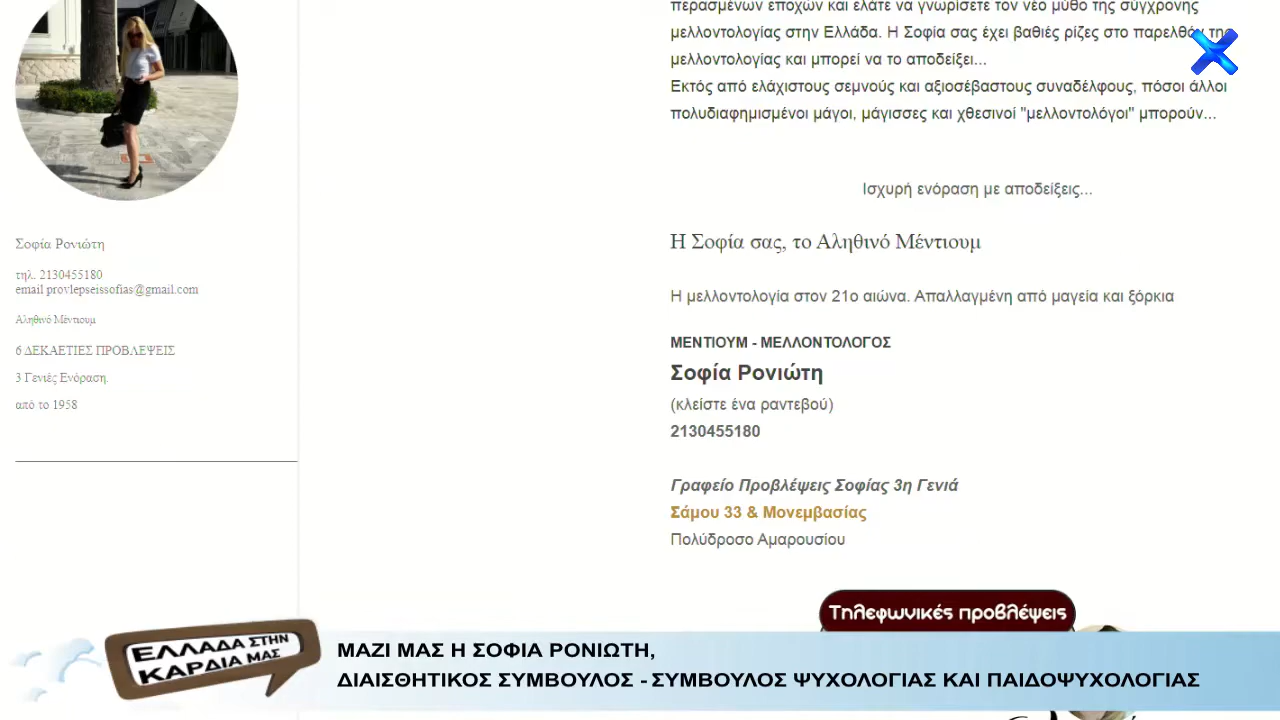 περασμένων εποχών και ελάτε να γνωρίσετε τον νέο μύθο της σύγχρονης
μελλοντολογίας στην Ελλάδα. Η Σοφία σας έχει βαθιές ρίζες στο παρελθόν της
μελλοντολογίας και μπορεί να το αποδείξει...
Εκτός από ελάχιστους σεμνούς και αξιοσέβαστους συναδέλφους, πόσοι άλλοι
πολυδιαφημισμένοι μάγοι, μάγισσες και χθεσινοί "μελλοντολόγοι" μπορούν...
Ισχυρή ενόραση με αποδείξεις...
Η Σοφία σας, το Αληθινό Μέντιουμ
Η μελλοντολογία στον 21ο αιώνα. Απαλλαγμένη από μαγεία και ξόρκια
ΜΕΝΤΙΟΥΜ - ΜΕΛΛΟΝΤΟΛΟΓΟΣ
Σοφία Ρονιώτη
(κλείστε ένα ραντεβού)
2130455180
Γραφείο Προβλέψεις Σοφίας 3η Γενιά
Σάμου 33 & Μονεμβασίας
Πολύδροσο Αμαρουσίου
Τηλεφωνικές προβλέψεις
Σοφία Ρονιώτη
τηλ. 2130455180
email provlepseissofias@gmail.com
Αληθινό Μέντιουμ
6 ΔΕΚΑΕΤΙΕΣ ΠΡΟΒΛΕΨΕΙΣ
3 Γενιές Ενόραση.
από το 1958
ΕΛΛΑΔΑ ΣΤΗΝ
ΚΑΡΔΙΑ ΜΑΣ
ΜΑΖΙ ΜΑΣ Η ΣΟΦΙΑ ΡΟΝΙΩΤΗ,
ΔΙΑΙΣΘΗΤΙΚΟΣ ΣΥΜΒΟΥΛΟΣ - ΣΥΜΒΟΥΛΟΣ ΨΥΧΟΛΟΓΙΑΣ ΚΑΙ ΠΑΙΔΟΨΥΧΟΛΟΓΙΑΣ